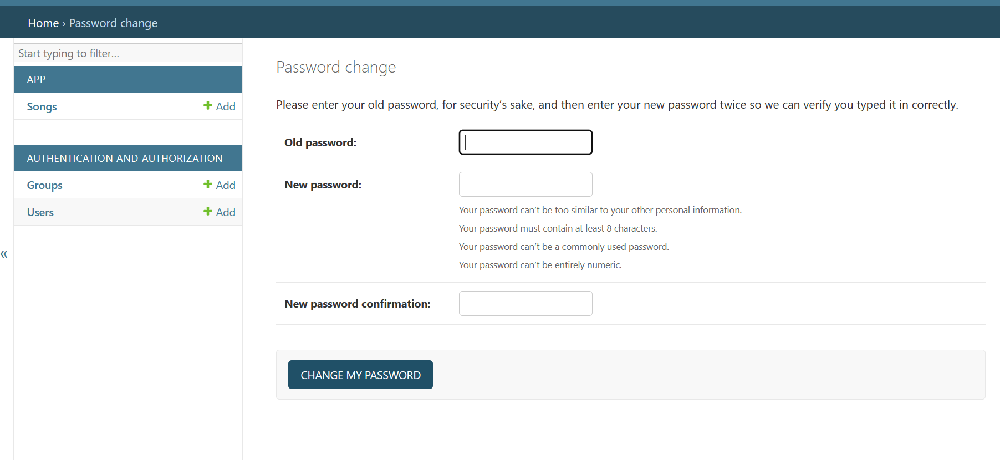 Home › Password change
Start typing to filter...
APP
Songs
Add
AUTHENTICATION AND AUTHORIZATION
Groups
Add
Users
Add
«
Password change
Please enter your old password, for security’s sake, and then enter your new password twice so we can verify you typed it in correctly.
Old password:
New password:
Your password can’t be too similar to your other personal information.
Your password must contain at least 8 characters.
Your password can’t be a commonly used password.
Your password can’t be entirely numeric.
New password confirmation:
CHANGE MY PASSWORD